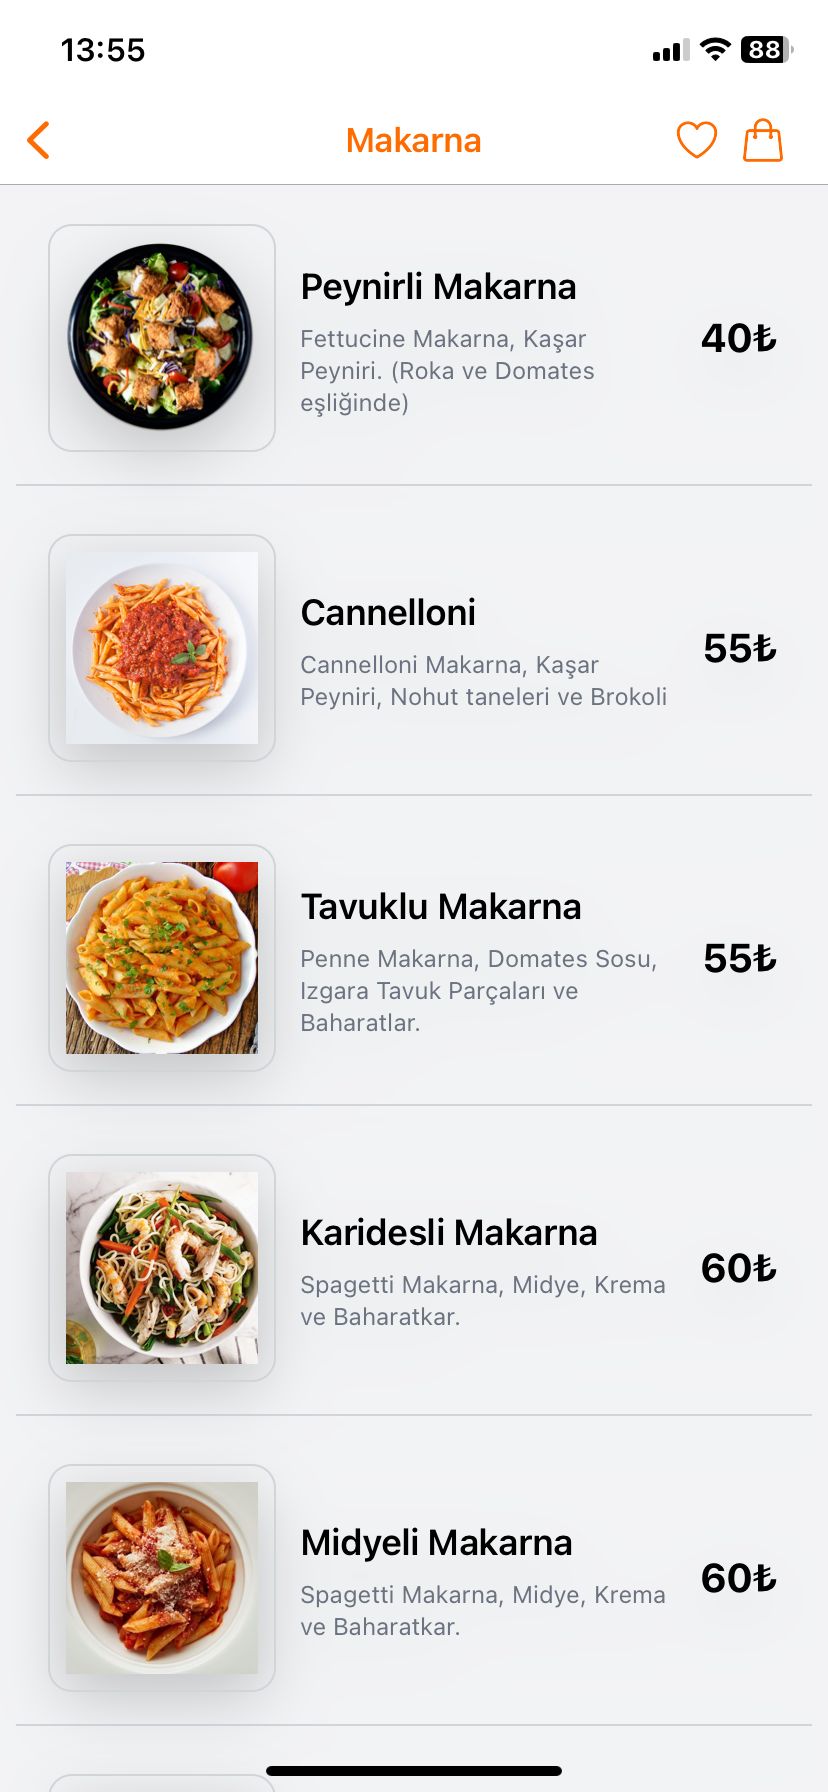 13:55
88
Makarna
Peynirli Makarna
Fettucine Makarna, Kaşar
Peyniri. (Roka ve Domates
eşliğinde)
40₺
Cannelloni
Cannelloni Makarna, Kaşar
Peyniri, Nohut taneleri ve Brokoli
55₺
Tavuklu Makarna
Penne Makarna, Domates Sosu,
Izgara Tavuk Parçaları ve
Baharatlar.
55₺
Karidesli Makarna
Spagetti Makarna, Midye, Krema
ve Baharatkar.
60₺
Midyeli Makarna
Spagetti Makarna, Midye, Krema
ve Baharatkar.
60₺